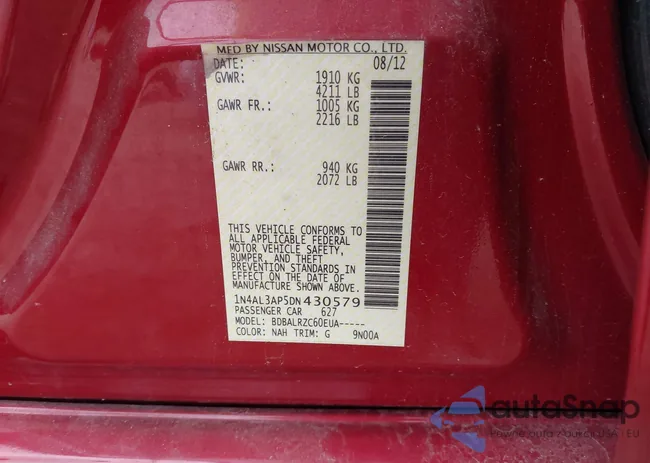 MFD BY NISSAN MOTOR CO., LTD.
DATE: 08/12
GVWR: 1910 KG
4211 LB
GAWR FR.: 1005 KG
2216 LB
GAWR RR.: 940 KG
2072 LB
THIS VEHICLE CONFORMS TO
ALL APPLICABLE FEDERAL
MOTOR VEHICLE SAFETY,
BUMPER, AND THEFT
PREVENTION STANDARDS IN
EFFECT ON THE DATE OF
MANUFACTURE SHOWN ABOVE.
1N4AL3AP5DN430579
PASSENGER CAR 627
MODEL: BDBALRZC60EUA-----
COLOR: NAH TRIM: G 9N00A
autoSnap
EU